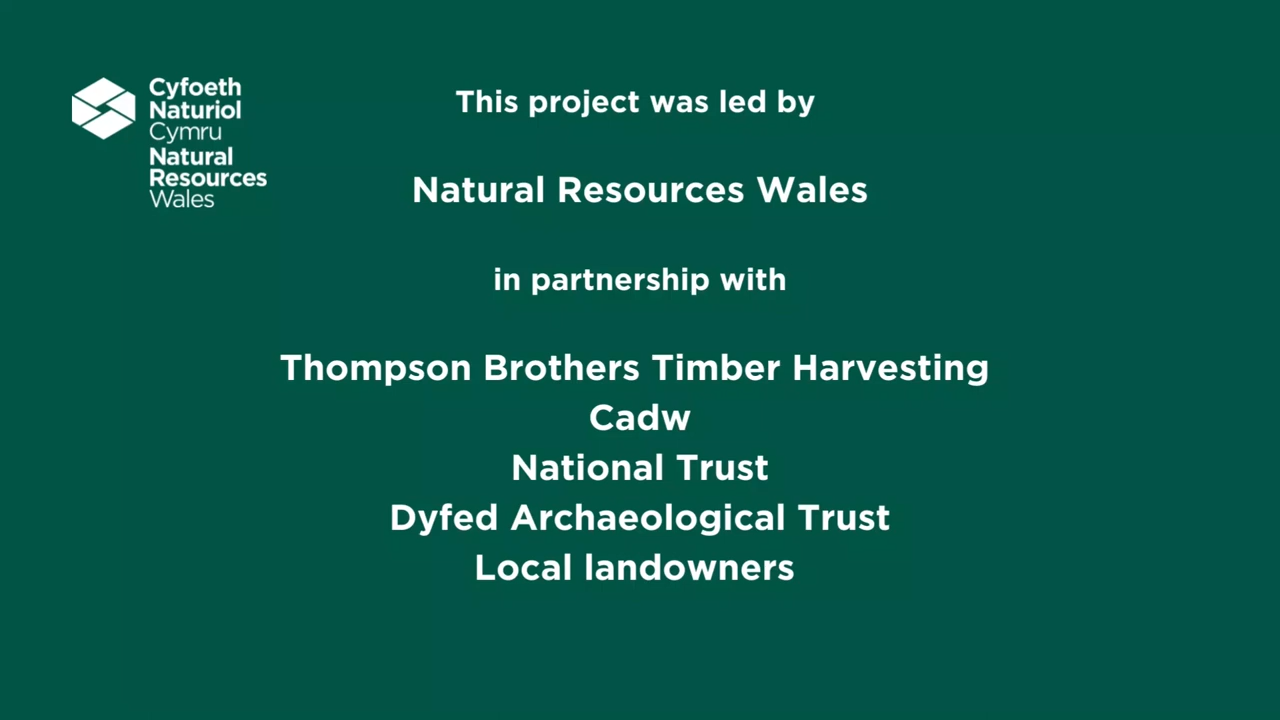 Cyfoeth
Naturiol
Cymru
Natural
Resources
Wales
This project was led by
Natural Resources Wales
in partnership with
Thompson Brothers Timber Harvesting
Cadw
National Trust
Dyfed Archaeological Trust
Local landowners